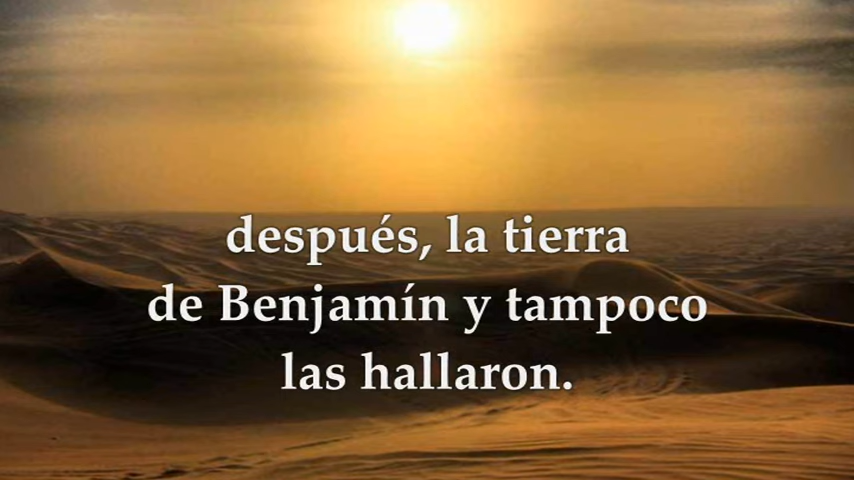 después, la tierra
de Benjamín y tampoco
las hallaron.